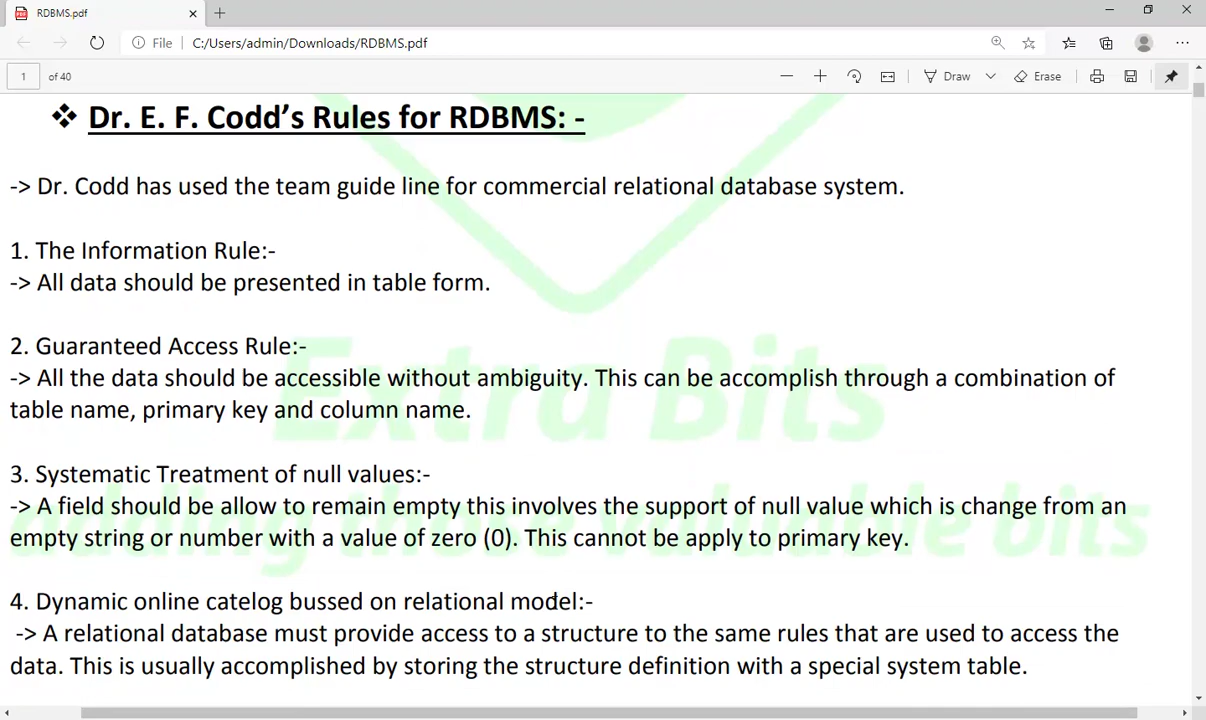 RDBMS.pdf
File | C:/Users/admin/Downloads/RDBMS.pdf
1 of 40 Draw Erase
❖ Dr. E. F. Codd’s Rules for RDBMS: -
-> Dr. Codd has used the team guide line for commercial relational database system.
1. The Information Rule:-
-> All data should be presented in table form.
2. Guaranteed Access Rule:-
-> All the data should be accessible without ambiguity. This can be accomplish through a combination of
table name, primary key and column name.
Extra Bits
3. Systematic Treatment of null values:-
-> A field should be allow to remain empty this involves the support of null value which is change from an
empty string or number with a value of zero (0). This cannot be apply to primary key.
adding those valuable bits
4. Dynamic online catelog bussed on relational model:-
-> A relational database must provide access to a structure to the same rules that are used to access the
data. This is usually accomplished by storing the structure definition with a special system table.